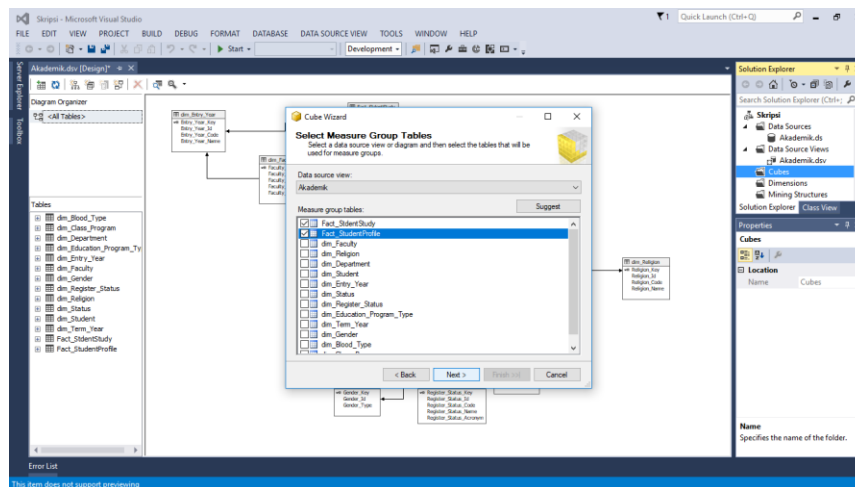 Skripsi - Microsoft Visual Studio
1 Quick Launch (Ctrl+Q)
FILE EDIT VIEW PROJECT BUILD DEBUG FORMAT DATABASE DATA SOURCE VIEW TOOLS WINDOW HELP
Start Development
Server Explorer
Toolbox
Akademik.dsv [Design]*
Diagram Organizer
<All Tables>
Tables
dim_Blood_Type
dim_Class_Program
dim_Department
dim_Education_Program_Ty
dim_Entry_Year
dim_Faculty
dim_Gender
dim_Register_Status
dim_Religion
dim_Status
dim_Student
dim_Term_Year
Fact_StdentStudy
Fact_StudentProfile
dim_Entry_Year
Entry_Year_Key
Entry_Year_Id
Entry_Year_Code
Entry_Year_Name
Cube Wizard
Select Measure Group Tables
Select a data source view or diagram and then select the tables that will be
used for measure groups.
Data source view:
Akademik
Measure group tables:
Suggest
Fact_StdentStudy
Fact_StudentProfile
dim_Faculty
dim_Religion
dim_Department
dim_Student
dim_Entry_Year
dim_Status
dim_Register_Status
dim_Education_Program_Type
dim_Term_Year
dim_Gender
dim_Blood_Type
< Back Next > Finish >>| Cancel
dim_Religion
Religion_Key
Religion_Id
Religion_Code
Religion_Name
Gender_Key
Gender_Id
Gender_Type
Register_Status_Key
Register_Status_Id
Register_Status_Code
Register_Status_Name
Register_Status_Acronym
Solution Explorer
Search Solution Explorer (Ctrl+;)
Skripsi
Data Sources
Akademik.ds
Data Source Views
Akademik.dsv
Cubes
Dimensions
Mining Structures
Solution Explorer Class View
Properties
Cubes
Location
Name Cubes
Name
Specifies the name of the folder.
Error List
This item does not support previewing